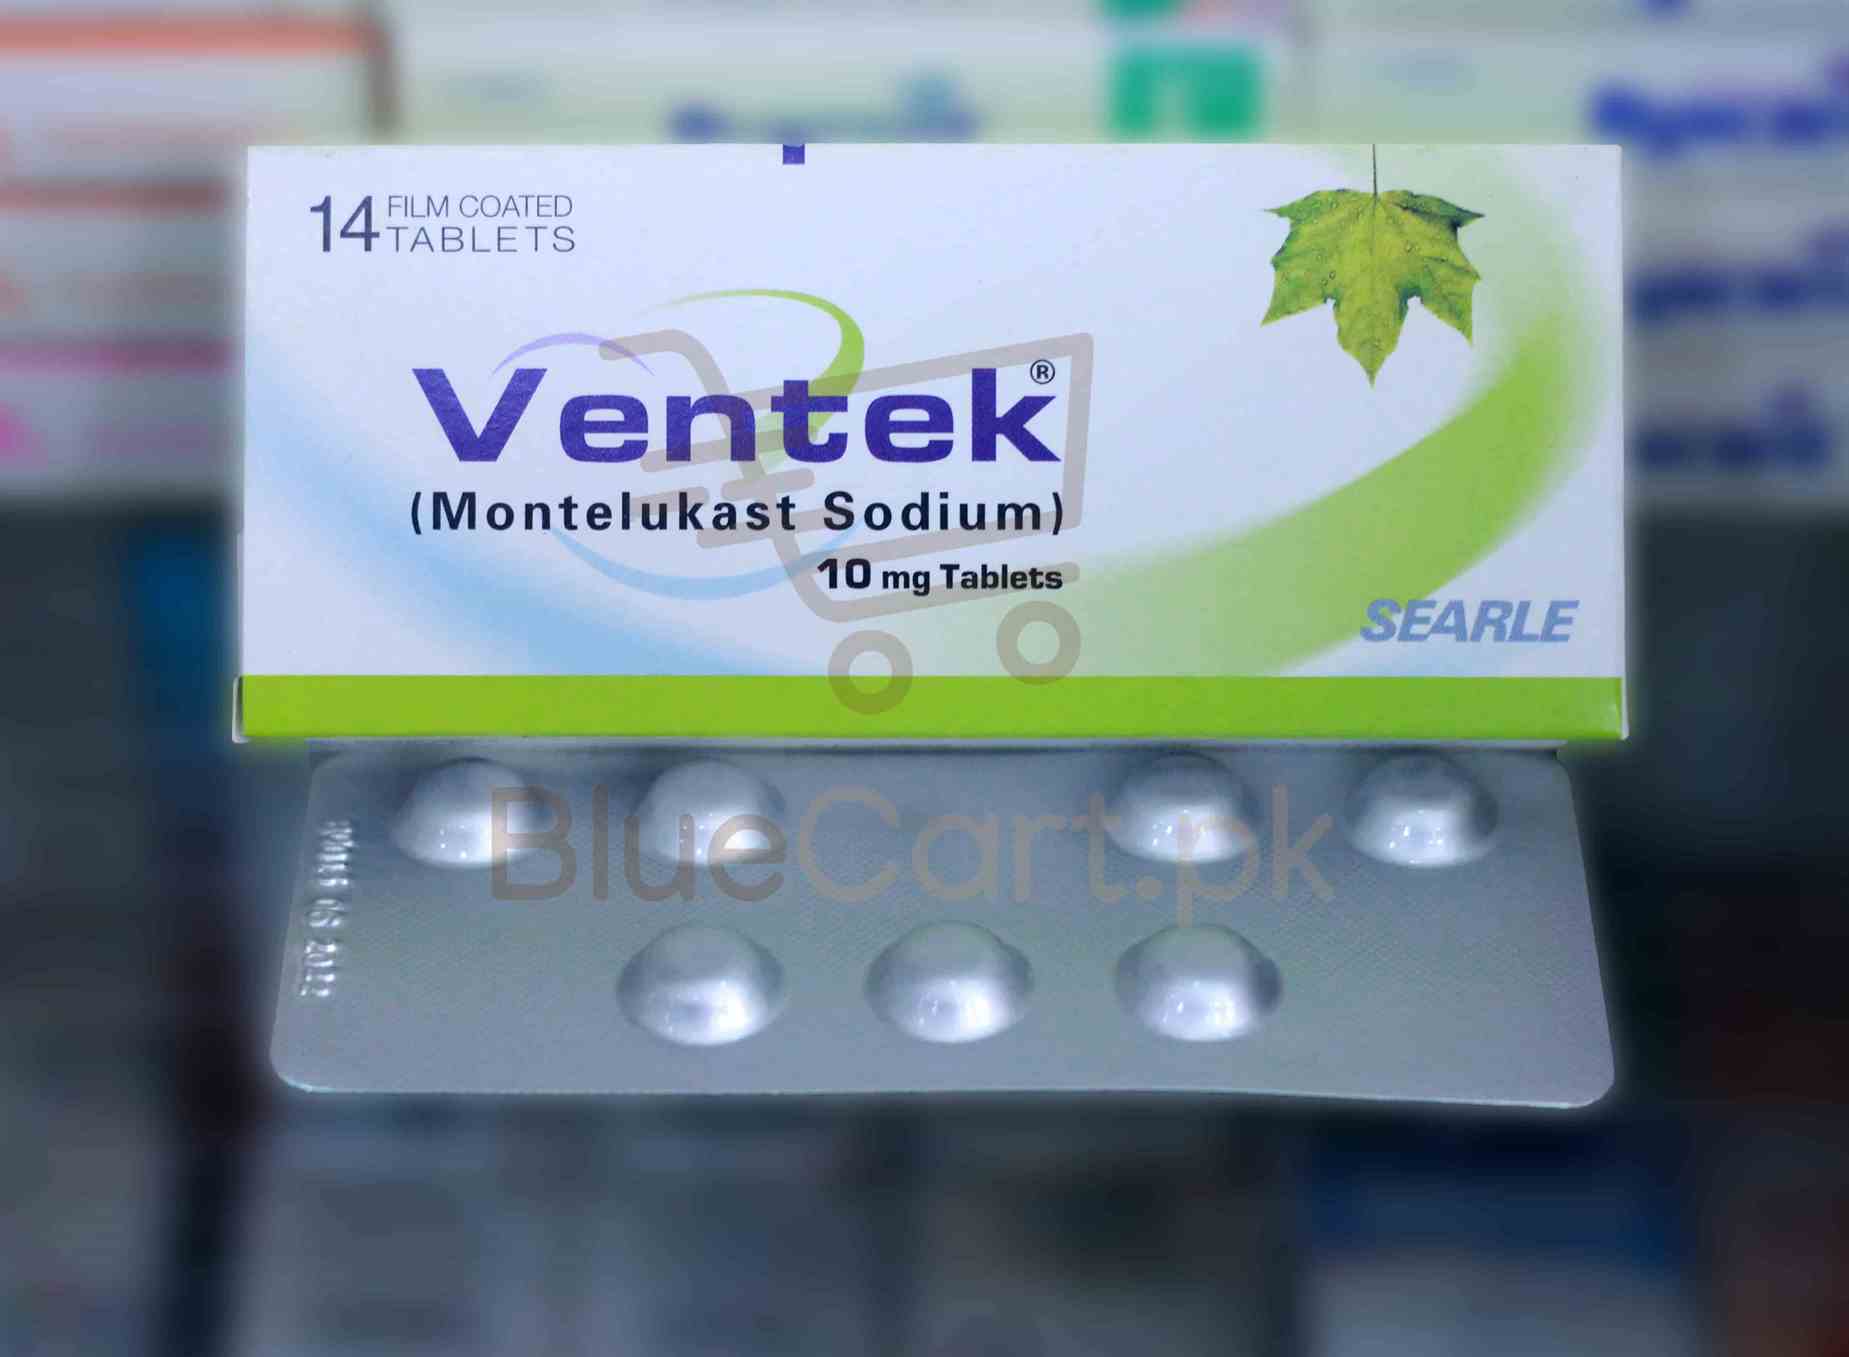 14 FILM COATED
TABLETS
Ventek®
(Montelukast Sodium)
10 mg Tablets
SEARLE
BlueCart.pk